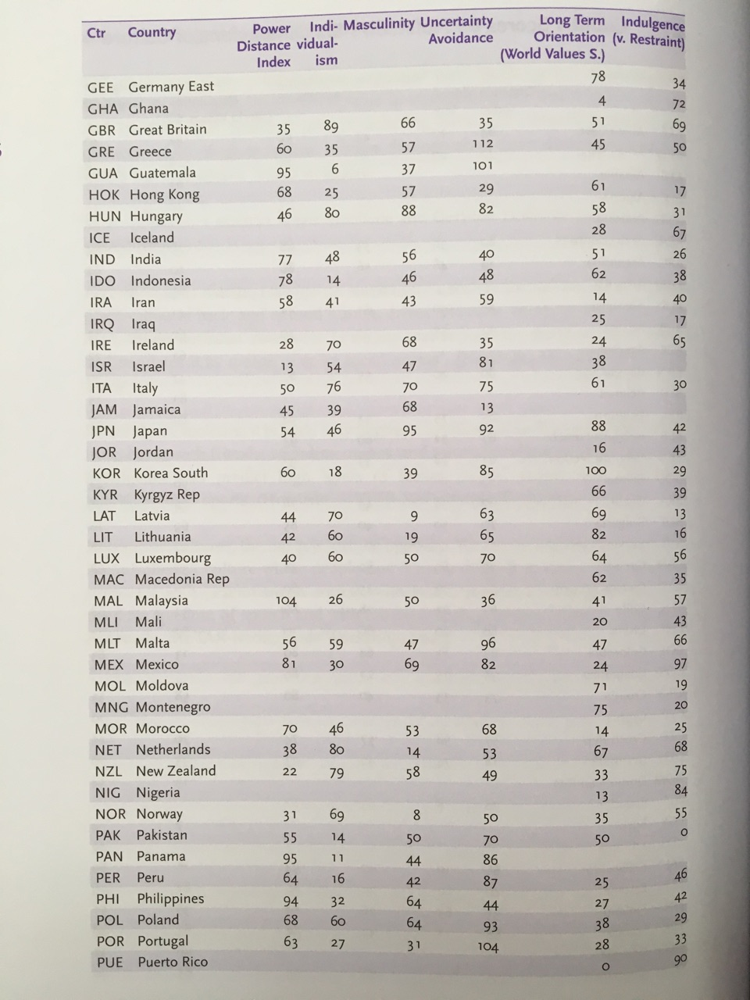 Ctr Country Power Distance Index Indi-vidual-ism Masculinity Uncertainty Avoidance Long Term Orientation (World Values S.) Indulgence (v. Restraint)
GEE Germany East 78 34
GHA Ghana 4 72
GBR Great Britain 35 89 66 35 51 69
GRE Greece 60 35 57 112 45 50
GUA Guatemala 95 6 37 101
HOK Hong Kong 68 25 57 29 61 17
HUN Hungary 46 80 88 82 58 31
ICE Iceland 28 67
IND India 77 48 56 40 51 26
IDO Indonesia 78 14 46 48 62 38
IRA Iran 58 41 43 59 14 40
IRQ Iraq 25 17
IRE Ireland 28 70 68 35 24 65
ISR Israel 13 54 47 81 38
ITA Italy 50 76 70 75 61 30
JAM Jamaica 45 39 68 13
JPN Japan 54 46 95 92 88 42
JOR Jordan 16 43
KOR Korea South 60 18 39 85 100 29
KYR Kyrgyz Rep 66 39
LAT Latvia 44 70 9 63 69 13
LIT Lithuania 42 60 19 65 82 16
LUX Luxembourg 40 60 50 70 64 56
MAC Macedonia Rep 62 35
MAL Malaysia 104 26 50 36 41 57
MLI Mali 20 43
MLT Malta 56 59 47 96 47 66
MEX Mexico 81 30 69 82 24 97
MOL Moldova 71 19
MNG Montenegro 75 20
MOR Morocco 70 46 53 68 14 25
NET Netherlands 38 80 14 53 67 68
NZL New Zealand 22 79 58 49 33 75
NIG Nigeria 13 84
NOR Norway 31 69 8 50 35 55
PAK Pakistan 55 14 50 70 50 0
PAN Panama 95 11 44 86
PER Peru 64 16 42 87 25 46
PHI Philippines 94 32 64 44 27 42
POL Poland 68 60 64 93 38 29
POR Portugal 63 27 31 104 28 33
PUE Puerto Rico 0 90